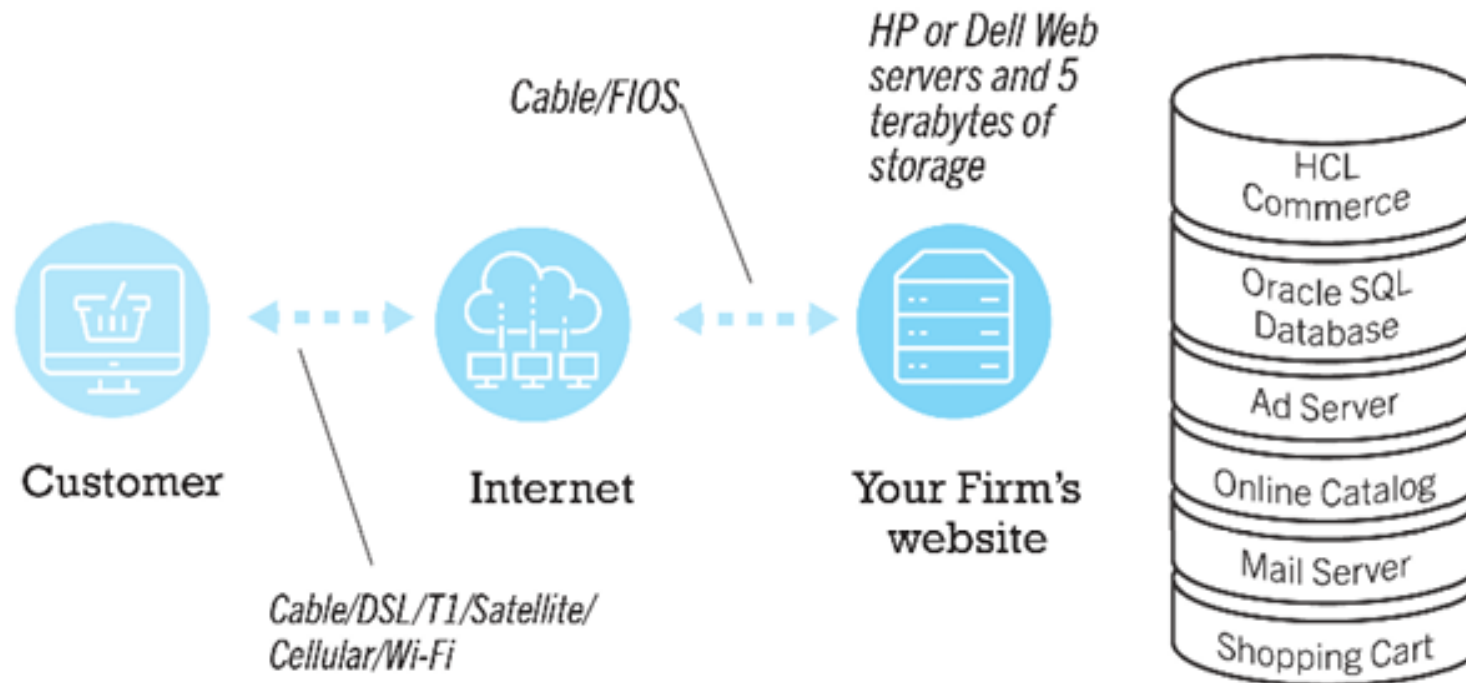 Cable/FIOS
HP or Dell Web
servers and 5
terabytes of
storage
Customer
Internet
Your Firm's
website
Cable/DSL/T1/Satellite/
Cellular/Wi-Fi
HCL
Commerce
Oracle SQL
Database
Ad Server
Online Catalog
Mail Server
Shopping Cart